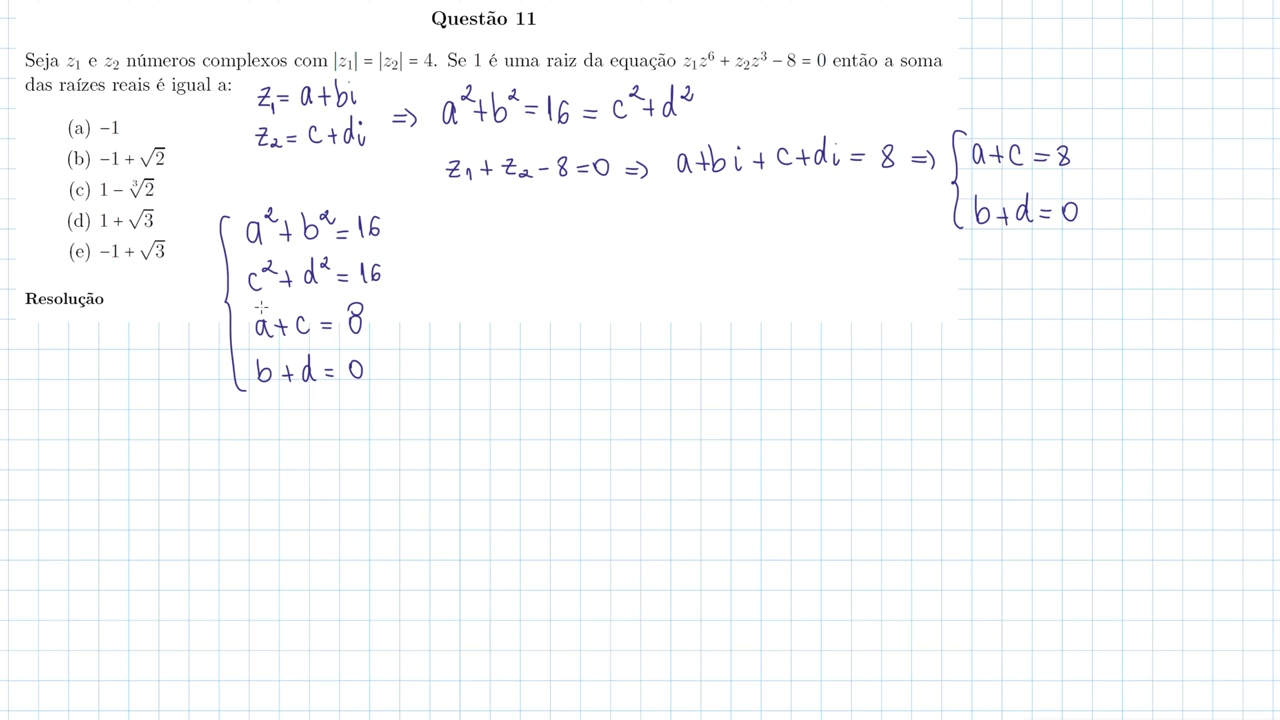 Questão 11
Seja z₁ e z₂ números complexos com |z₁| = |z₂| = 4. Se 1 é uma raiz da equação z₁z⁶ + z₂z³ − 8 = 0 então a soma
das raízes reais é igual a:
(a) −1
(b) −1 + √2
(c) 1 − ∛2
(d) 1 + √3
(e) −1 + √3
Resolução
z₁ = a+bi
z₂ = c+di
⇒ a²+b² = 16 = c²+d²
z₁ + z₂ − 8 = 0 ⇒ a+bi + c+di = 8 ⇒ { a+c = 8
b+d = 0
{ a²+b² = 16
c²+d² = 16
a+c = 8
b+d = 0